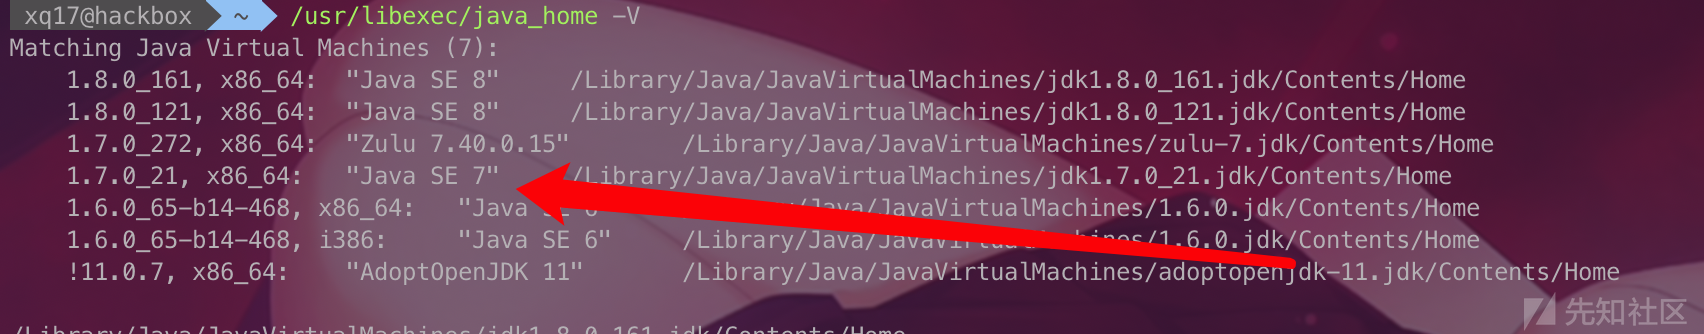 xq17@hackbox ~ /usr/libexec/java_home -V
Matching Java Virtual Machines (7):
1.8.0_161, x86_64: "Java SE 8" /Library/Java/JavaVirtualMachines/jdk1.8.0_161.jdk/Contents/Home
1.8.0_121, x86_64: "Java SE 8" /Library/Java/JavaVirtualMachines/jdk1.8.0_121.jdk/Contents/Home
1.7.0_272, x86_64: "Zulu 7.40.0.15" /Library/Java/JavaVirtualMachines/zulu-7.jdk/Contents/Home
1.7.0_21, x86_64: "Java SE 7" /Library/Java/JavaVirtualMachines/jdk1.7.0_21.jdk/Contents/Home
1.6.0_65-b14-468, x86_64: "Java SE 6" /Library/Java/JavaVirtualMachines/1.6.0.jdk/Contents/Home
1.6.0_65-b14-468, i386: "Java SE 6" /Library/Java/JavaVirtualMachines/1.6.0.jdk/Contents/Home
!11.0.7, x86_64: "AdoptOpenJDK 11" /Library/Java/JavaVirtualMachines/adoptopenjdk-11.jdk/Contents/Home
/Library/Java/JavaVirtualMachines/jdk1.8.0_161.jdk/Contents/Home
先知社区